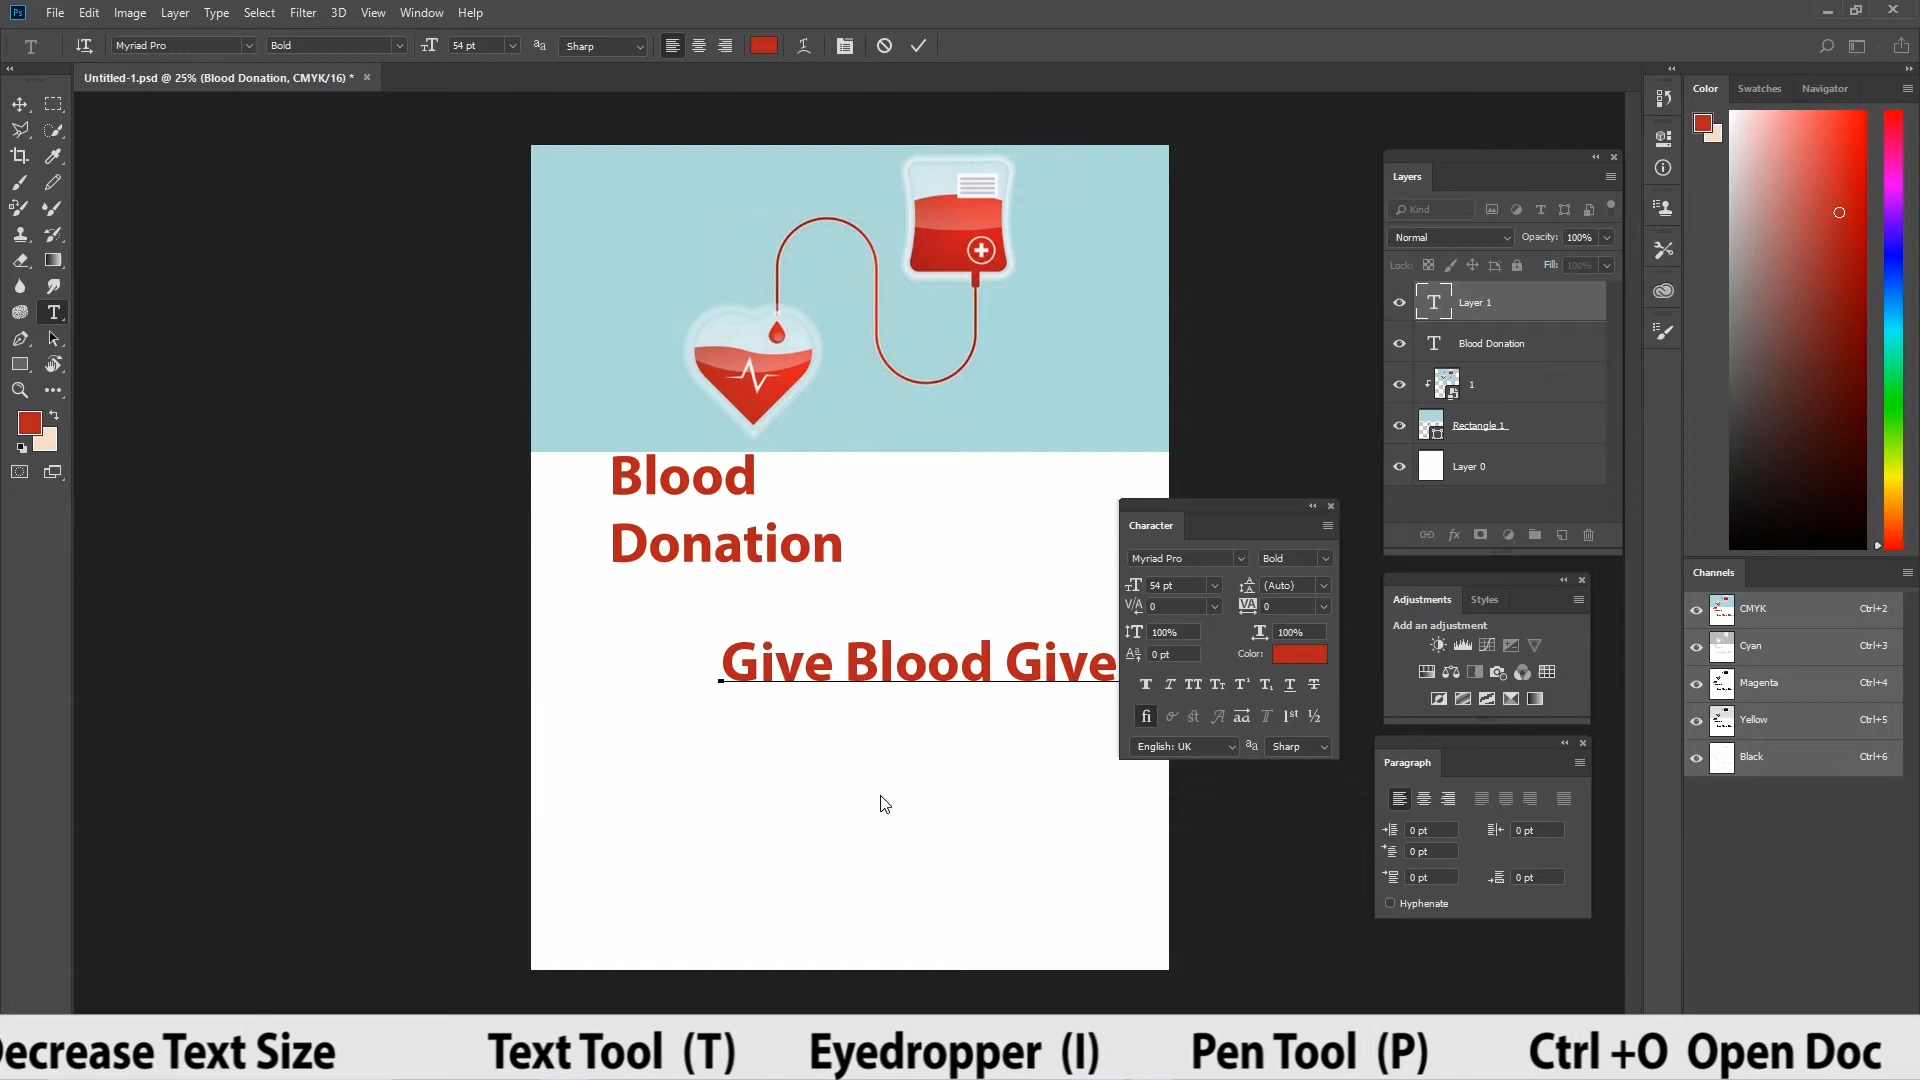 Ps File Edit Image Layer Type Select Filter 3D View Window Help
Myriad Pro Bold 54 pt Sharp
Untitled-1.psd @ 25% (Blood Donation, CMYK/16) *
Color Swatches Navigator
Blood
Donation
Give Blood Give
Layers
Kind
Normal Opacity: 100%
Lock: Fill: 100%
Layer 1
Blood Donation
1
Rectangle 1
Layer 0
Character
Myriad Pro Bold
54 pt (Auto)
0 0
100% 100%
0 pt Color:
English: UK Sharp
Adjustments Styles
Add an adjustment
Paragraph
0 pt 0 pt
0 pt
0 pt 0 pt
Hyphenate
Channels
CMYK Ctrl+2
Cyan Ctrl+3
Magenta Ctrl+4
Yellow Ctrl+5
Black Ctrl+6
Decrease Text Size Text Tool (T) Eyedropper (I) Pen Tool (P) Ctrl +O Open Doc